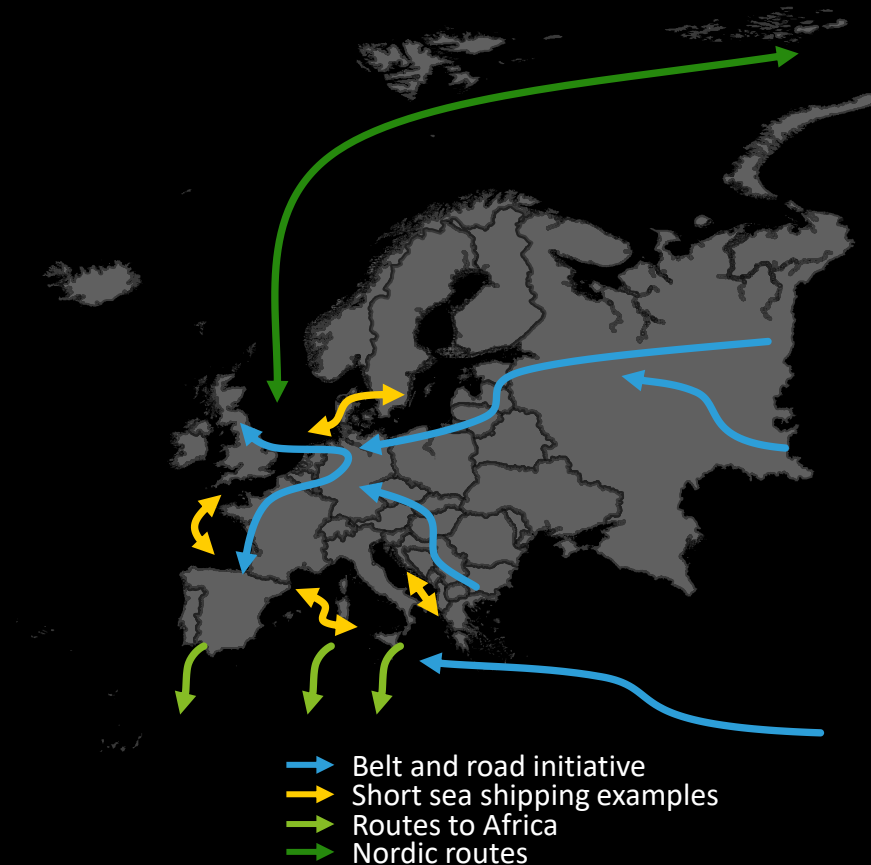 Belt and road initiative
Short sea shipping examples
Routes to Africa
Nordic routes